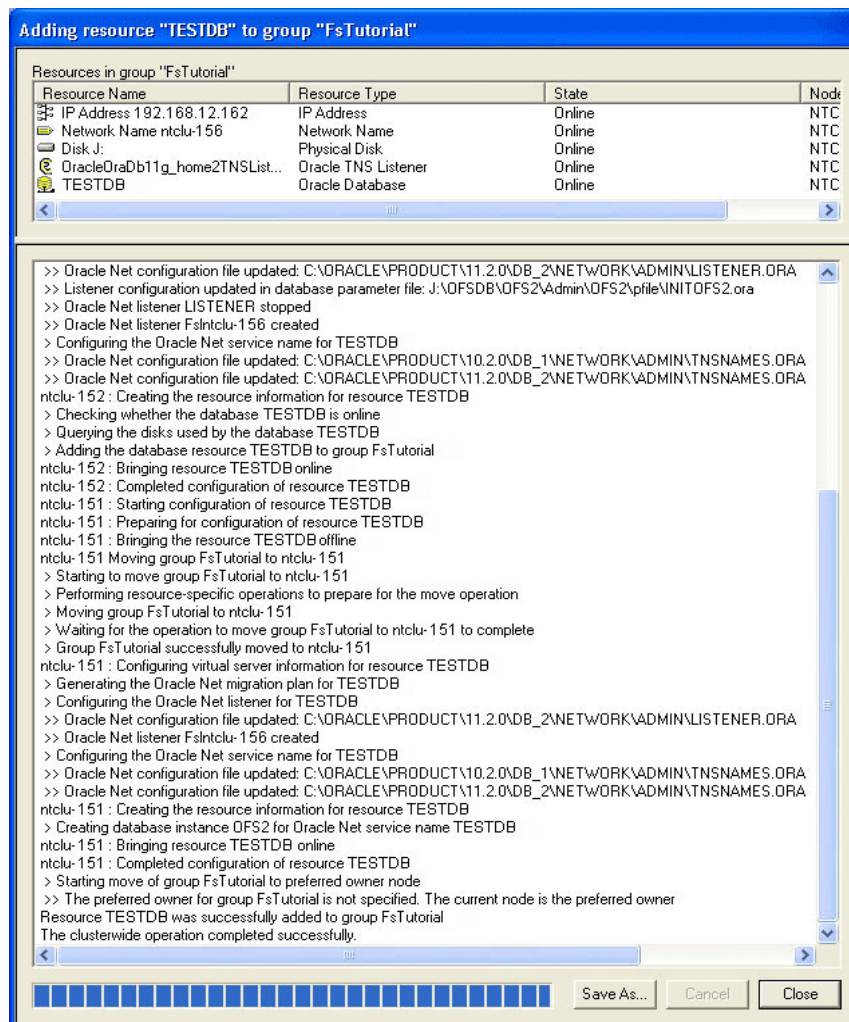 Adding resource "TESTDB" to group "FsTutorial"
Resources in group "FsTutorial"
Resource Name Resource Type State Node
IP Address 192.168.12.162 IP Address Online NTC
Network Name ntclu-156 Network Name Online NTC
Disk J: Physical Disk Online NTC
OracleOraDb11g_home2TNSList... Oracle TNS Listener Online NTC
TESTDB Oracle Database Online NTC
>> Oracle Net configuration file updated: C:\ORACLE\PRODUCT\11.2.0\DB_2\NETWORK\ADMIN\LISTENER.ORA
>> Listener configuration updated in database parameter file: J:\OFSDB\OFS2\Admin\OFS2\pfile\INITOFS2.ora
>> Oracle Net listener LISTENER stopped
>> Oracle Net listener Fslntclu-156 created
> Configuring the Oracle Net service name for TESTDB
>> Oracle Net configuration file updated: C:\ORACLE\PRODUCT\10.2.0\DB_1\NETWORK\ADMIN\TNSNAMES.ORA
>> Oracle Net configuration file updated: C:\ORACLE\PRODUCT\11.2.0\DB_2\NETWORK\ADMIN\TNSNAMES.ORA
ntclu-152 : Creating the resource information for resource TESTDB
> Checking whether the database TESTDB is online
> Querying the disks used by the database TESTDB
> Adding the database resource TESTDB to group FsTutorial
ntclu-152 : Bringing resource TESTDB online
ntclu-152 : Completed configuration of resource TESTDB
ntclu-151 : Starting configuration of resource TESTDB
ntclu-151 : Preparing for configuration of resource TESTDB
ntclu-151 : Bringing the resource TESTDB offline
ntclu-151 Moving group FsTutorial to ntclu-151
> Starting to move group FsTutorial to ntclu-151
> Performing resource-specific operations to prepare for the move operation
> Moving group FsTutorial to ntclu-151
> Waiting for the operation to move group FsTutorial to ntclu-151 to complete
> Group FsTutorial successfully moved to ntclu-151
ntclu-151 : Configuring virtual server information for resource TESTDB
> Generating the Oracle Net migration plan for TESTDB
> Configuring the Oracle Net listener for TESTDB
>> Oracle Net configuration file updated: C:\ORACLE\PRODUCT\11.2.0\DB_2\NETWORK\ADMIN\LISTENER.ORA
>> Oracle Net listener Fslntclu-156 created
> Configuring the Oracle Net service name for TESTDB
>> Oracle Net configuration file updated: C:\ORACLE\PRODUCT\10.2.0\DB_1\NETWORK\ADMIN\TNSNAMES.ORA
>> Oracle Net configuration file updated: C:\ORACLE\PRODUCT\11.2.0\DB_2\NETWORK\ADMIN\TNSNAMES.ORA
ntclu-151 : Creating the resource information for resource TESTDB
> Creating database instance OFS2 for Oracle Net service name TESTDB
ntclu-151 : Bringing resource TESTDB online
ntclu-151 : Completed configuration of resource TESTDB
> Starting move of group FsTutorial to preferred owner node
>> The preferred owner for group FsTutorial is not specified. The current node is the preferred owner
Resource TESTDB was successfully added to group FsTutorial
The clusterwide operation completed successfully.
Save As... Cancel Close